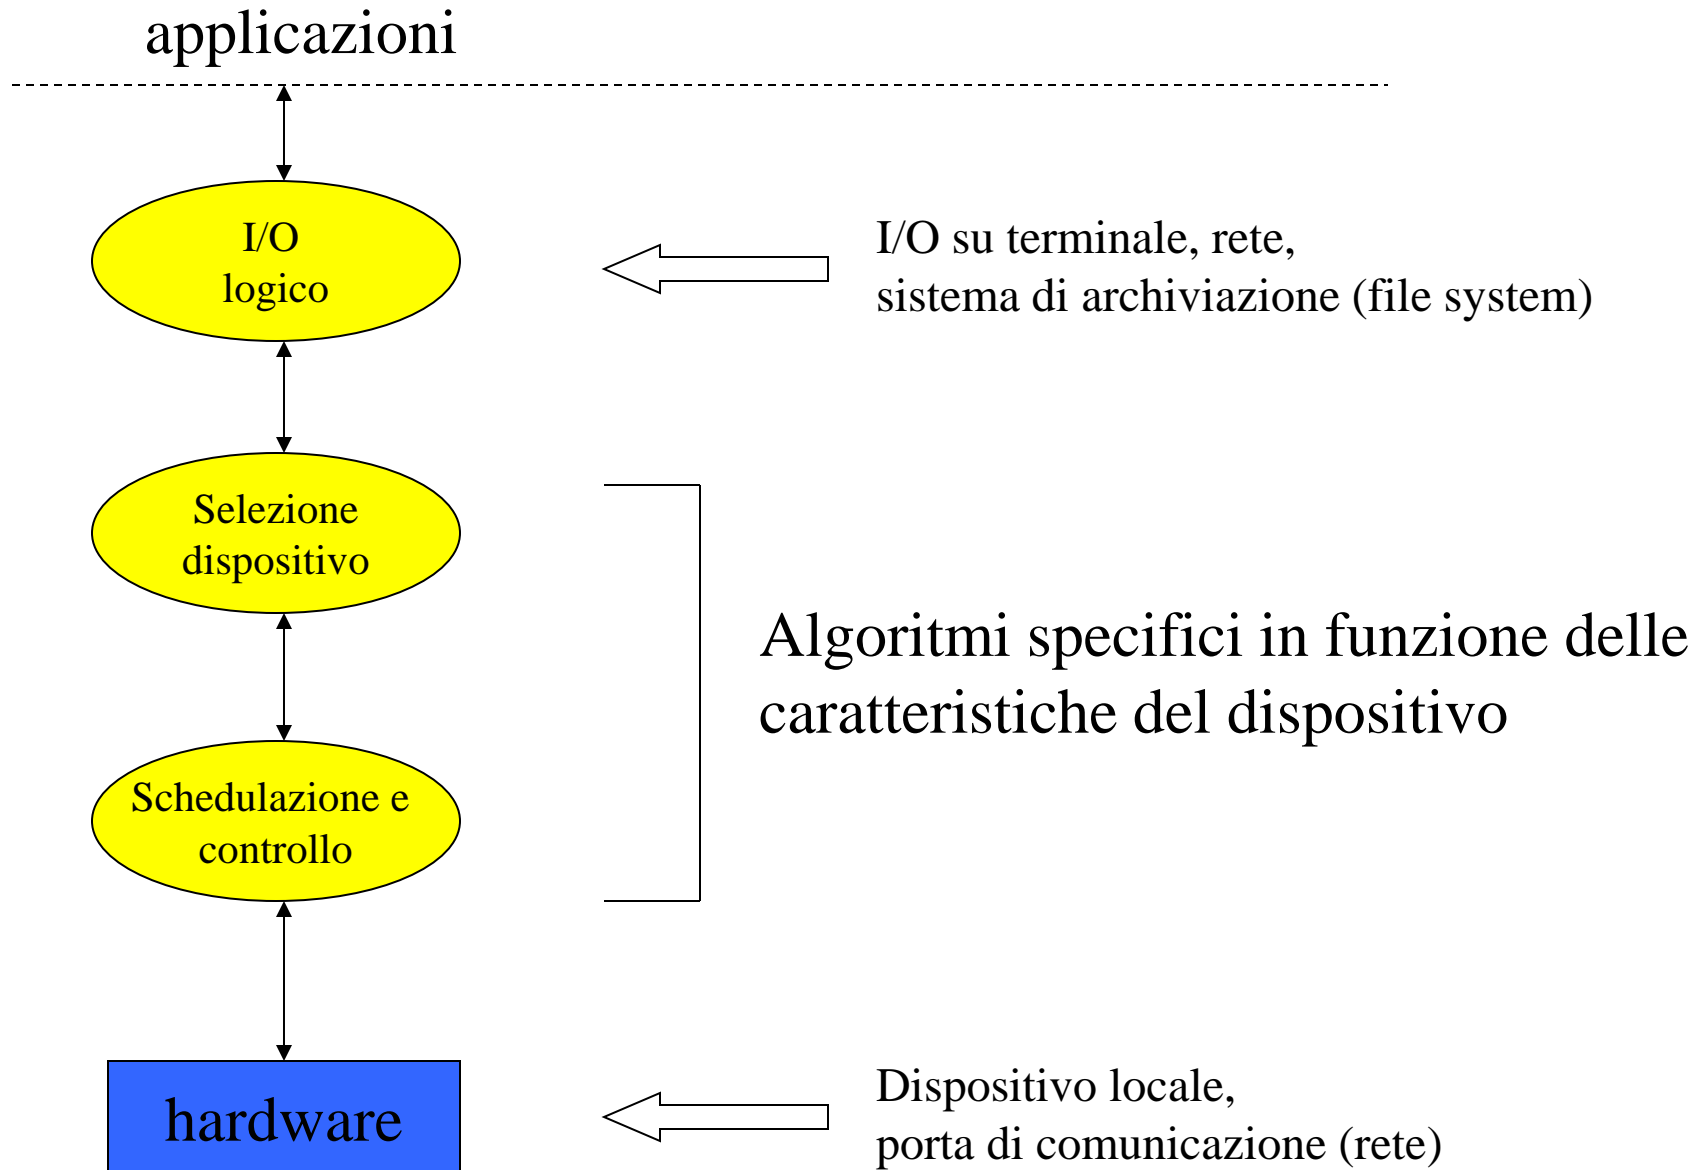 applicazioni
I/O
logico
I/O su terminale, rete,
sistema di archiviazione (file system)
Selezione
dispositivo
Algoritmi specifici in funzione delle
caratteristiche del dispositivo
Schedulazione e
controllo
hardware
Dispositivo locale,
porta di comunicazione (rete)